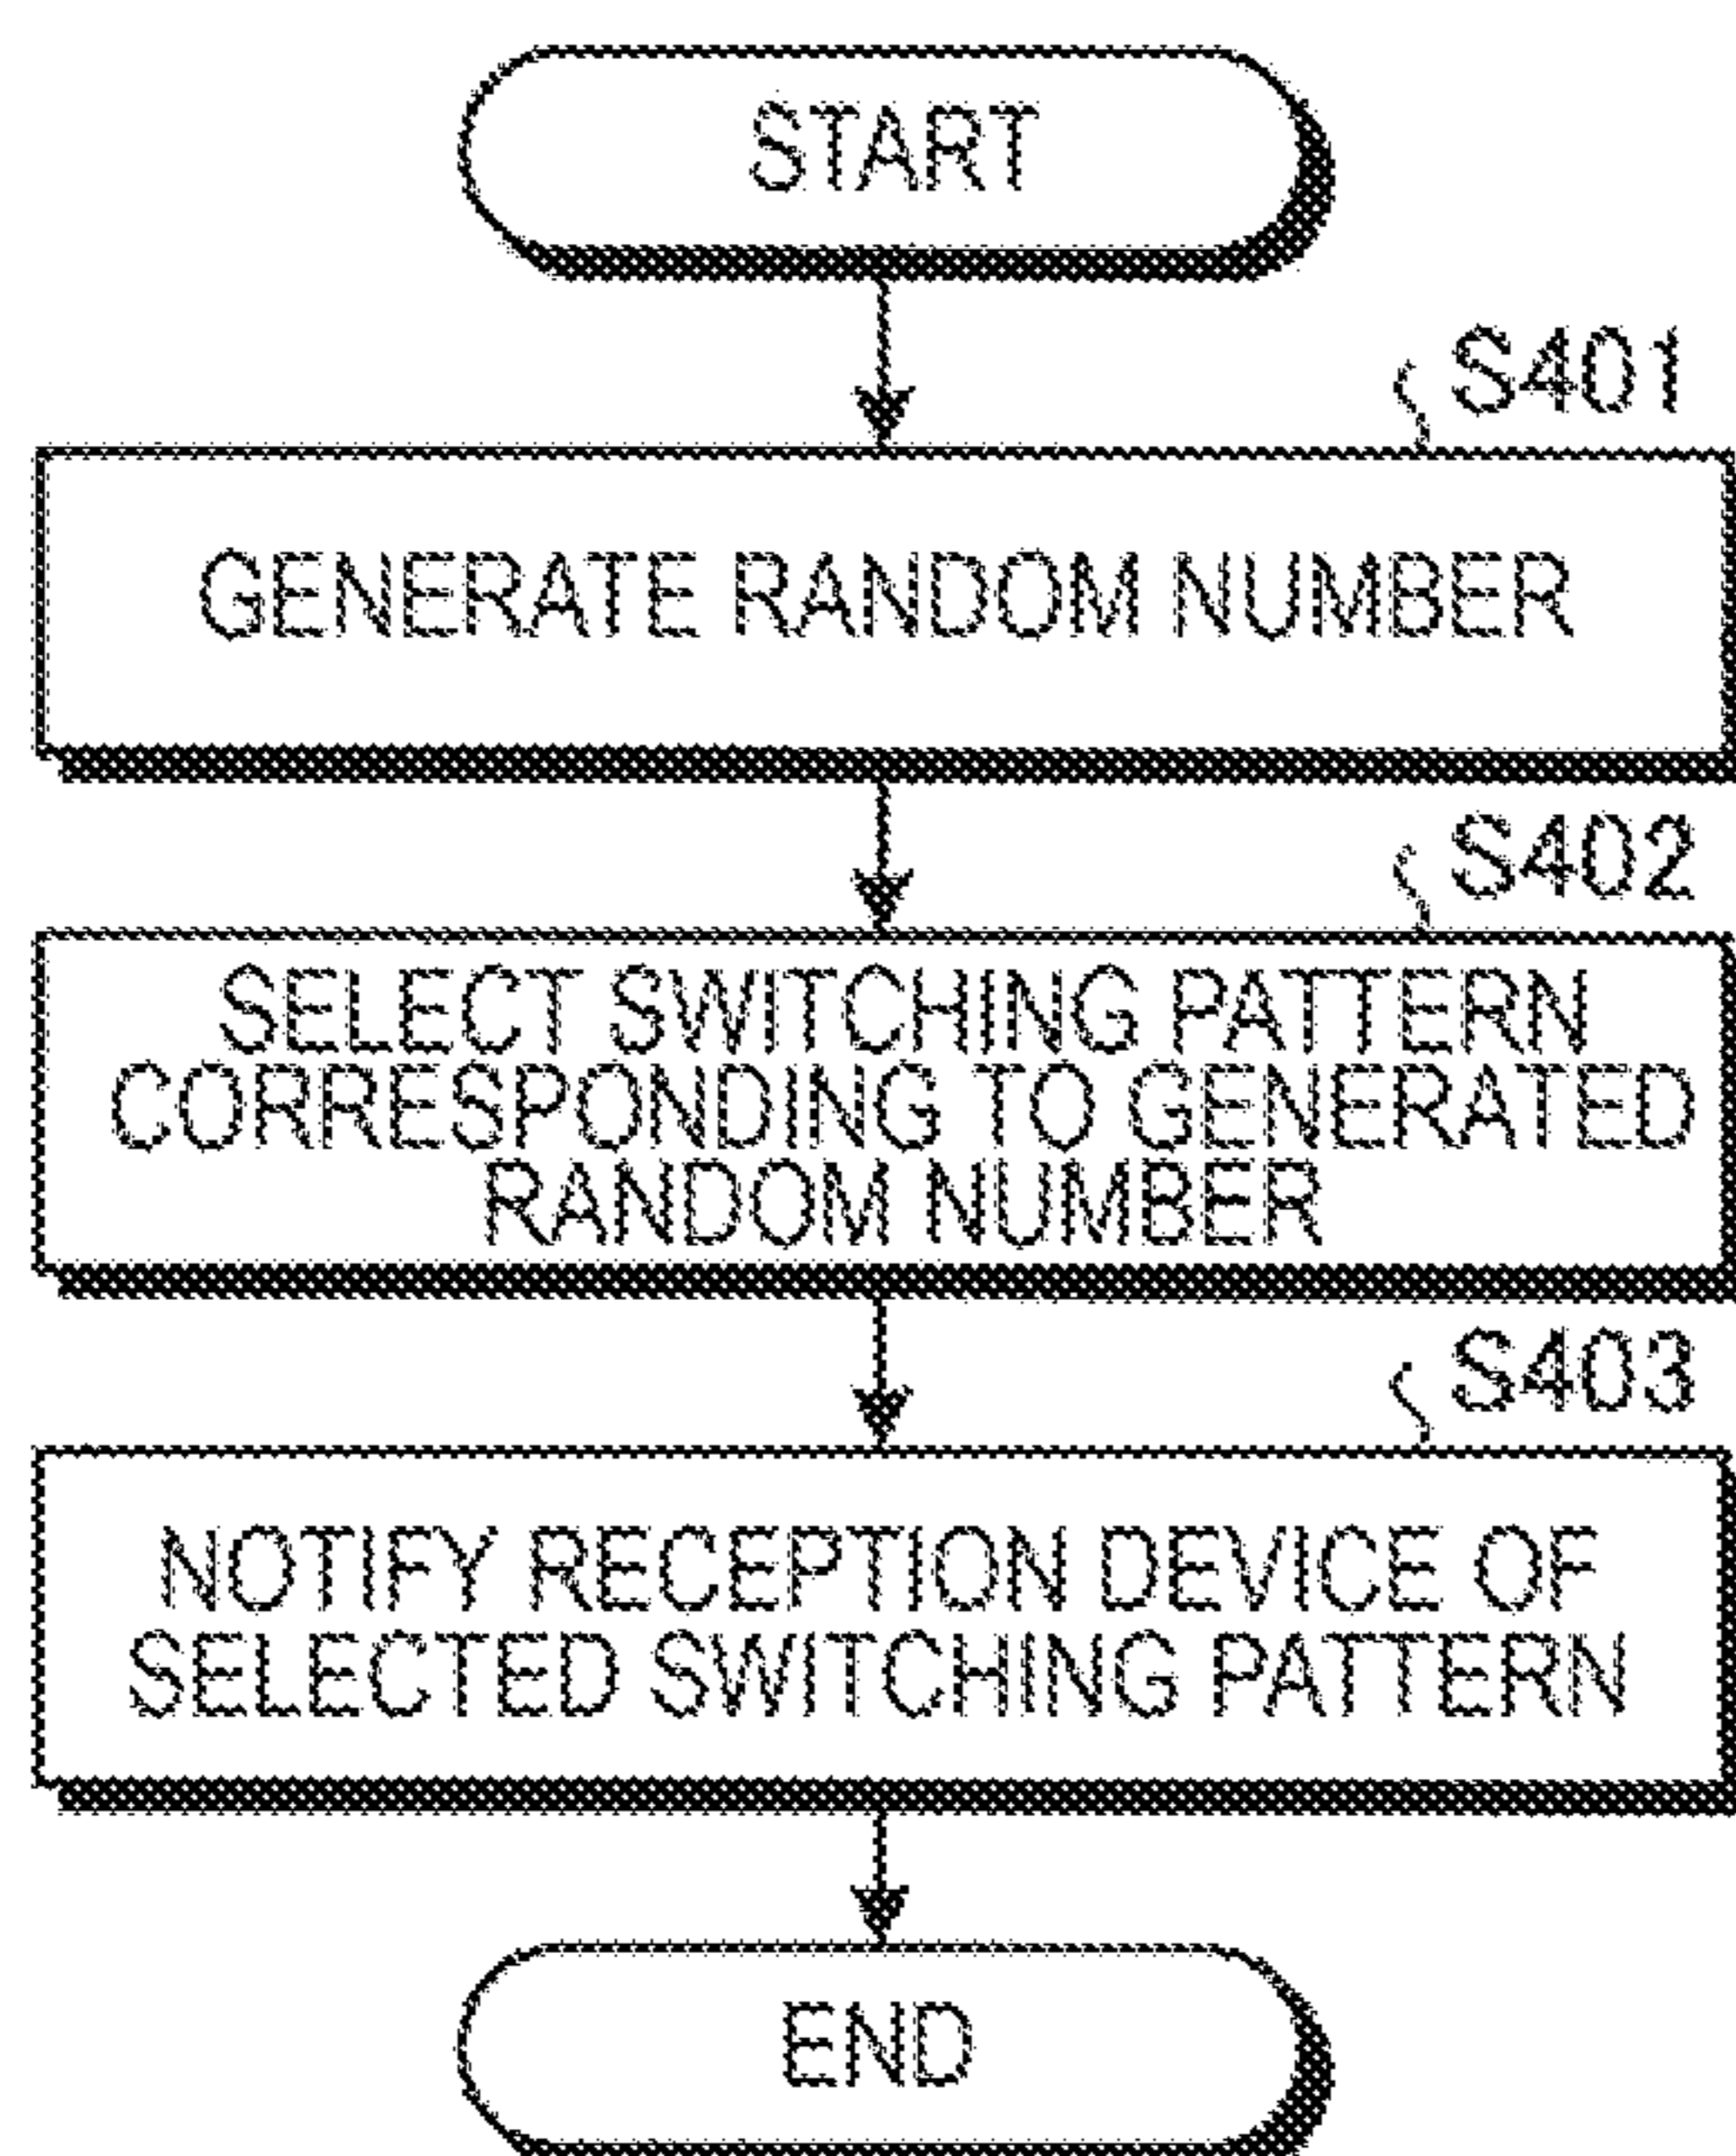 START
S401
GENERATE RANDOM NUMBER
S402
SELECT SWITCHING PATTERN
CORRESPONDING TO GENERATED
RANDOM NUMBER
S403
NOTIFY RECEPTION DEVICE OF
SELECTED SWITCHING PATTERN
END